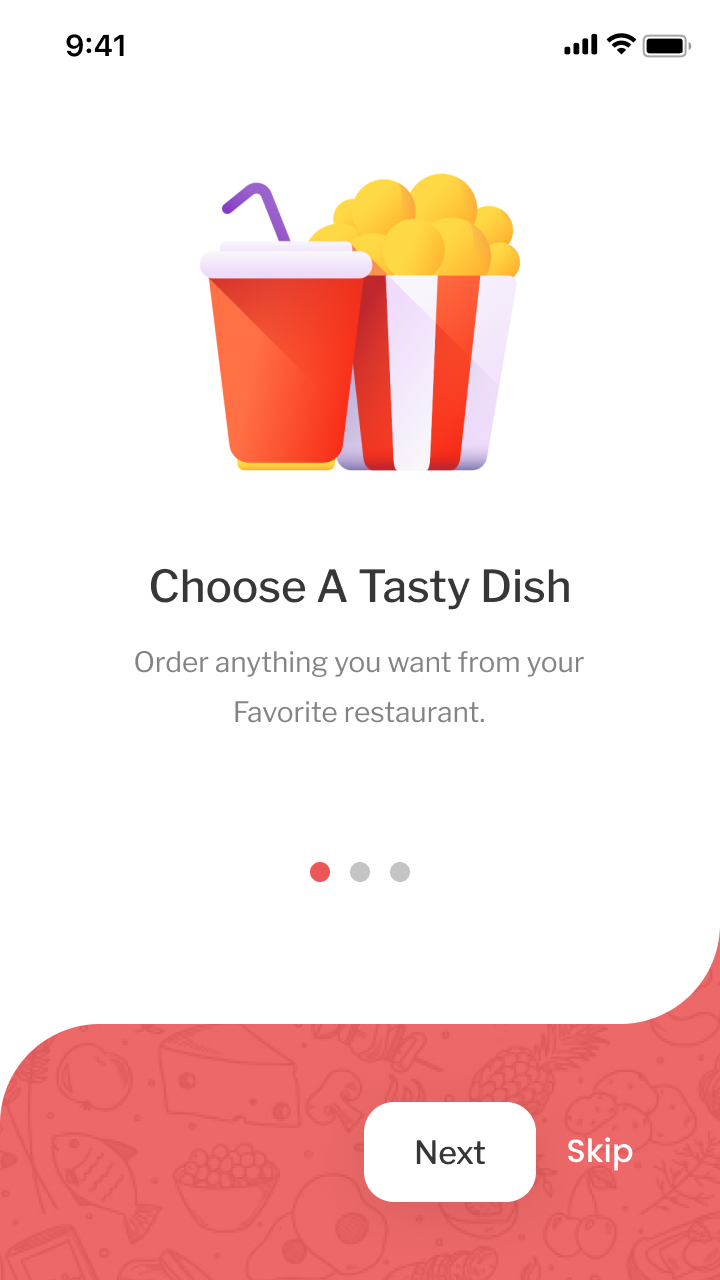 9:41
Choose A Tasty Dish
Order anything you want from your
Favorite restaurant.
Next
Skip